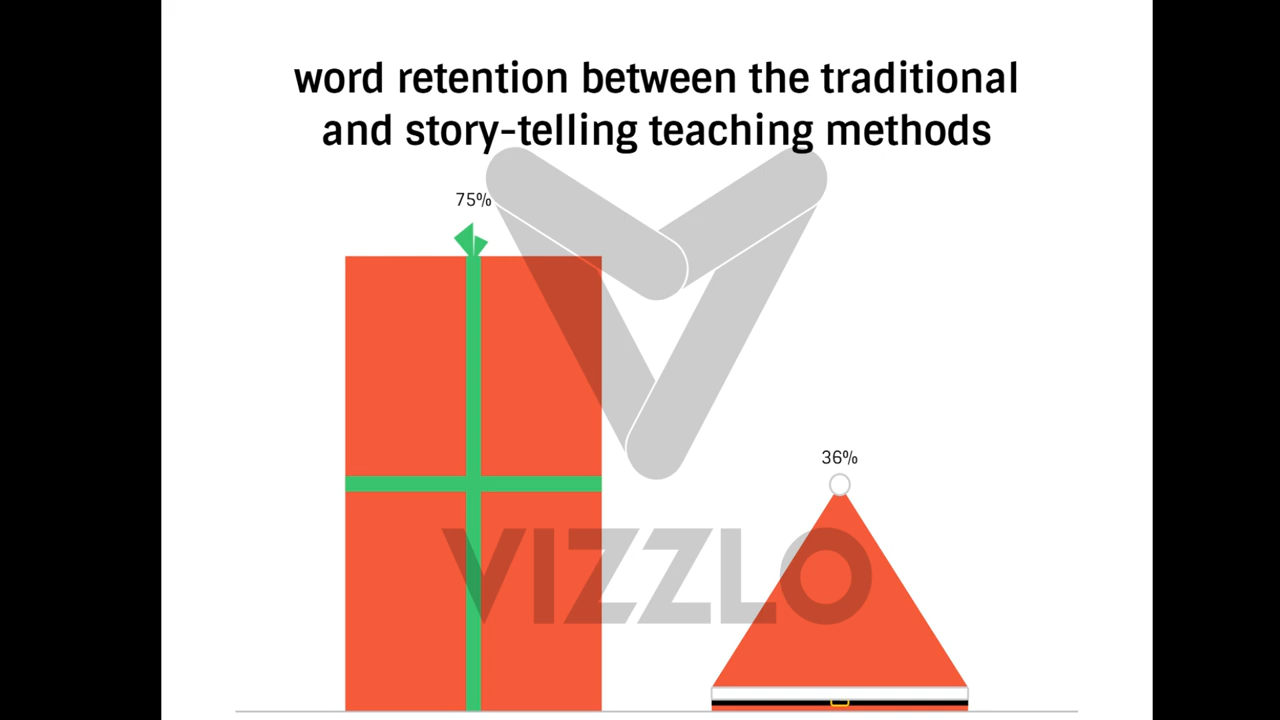 word retention between the traditional
and story-telling teaching methods
75%
36%
VIZZLO